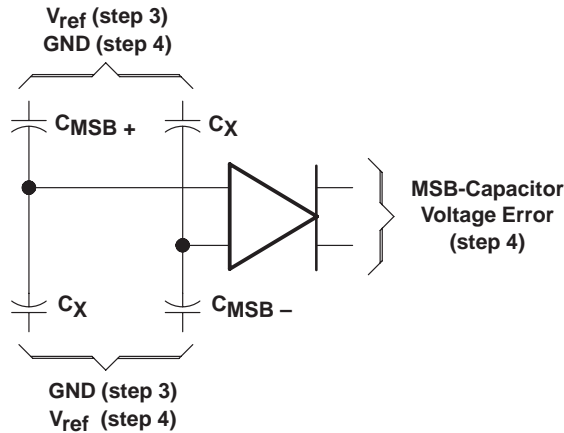 Vref (step 3)
GND (step 4)
CMSB + CX
MSB-Capacitor
Voltage Error
(step 4)
CX CMSB –
GND (step 3)
Vref (step 4)